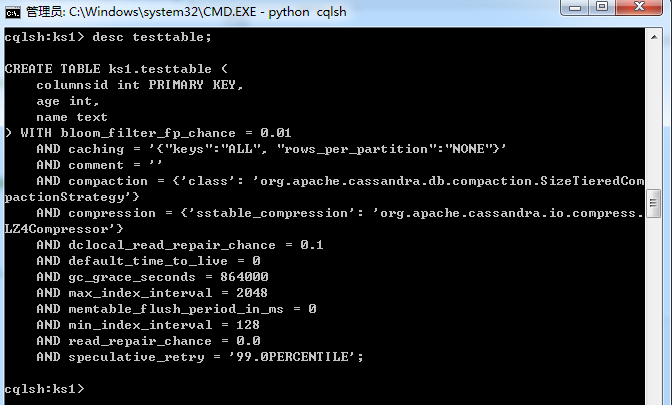 管理员: C:\Windows\system32\CMD.EXE - python cqlsh
cqlsh:ks1> desc testtable;
CREATE TABLE ks1.testtable (
    columnsid int PRIMARY KEY,
    age int,
    name text
) WITH bloom_filter_fp_chance = 0.01
    AND caching = '{"keys":"ALL", "rows_per_partition":"NONE"}'
    AND comment = ''
    AND compaction = {'class': 'org.apache.cassandra.db.compaction.SizeTieredCom
pactionStrategy'}
    AND compression = {'sstable_compression': 'org.apache.cassandra.io.compress.
LZ4Compressor'}
    AND dclocal_read_repair_chance = 0.1
    AND default_time_to_live = 0
    AND gc_grace_seconds = 864000
    AND max_index_interval = 2048
    AND memtable_flush_period_in_ms = 0
    AND min_index_interval = 128
    AND read_repair_chance = 0.0
    AND speculative_retry = '99.0PERCENTILE';
cqlsh:ks1>